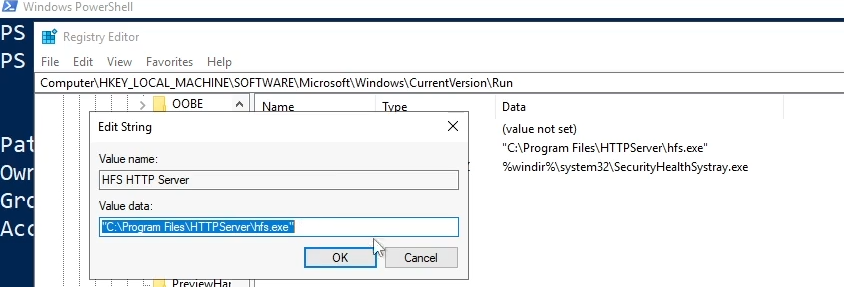 Windows PowerShell
PS
PS
Registry Editor
File Edit View Favorites Help
Computer\HKEY_LOCAL_MACHINE\SOFTWARE\Microsoft\Windows\CurrentVersion\Run
OOBE
Name Type Data
(value not set)
"C:\Program Files\HTTPServer\hfs.exe"
%windir%\system32\SecurityHealthSystray.exe
Edit String
Value name:
HFS HTTP Server
Value data:
"C:\Program Files\HTTPServer\hfs.exe"
OK Cancel
PreviewHar
Pat
Own
Gro
Acc